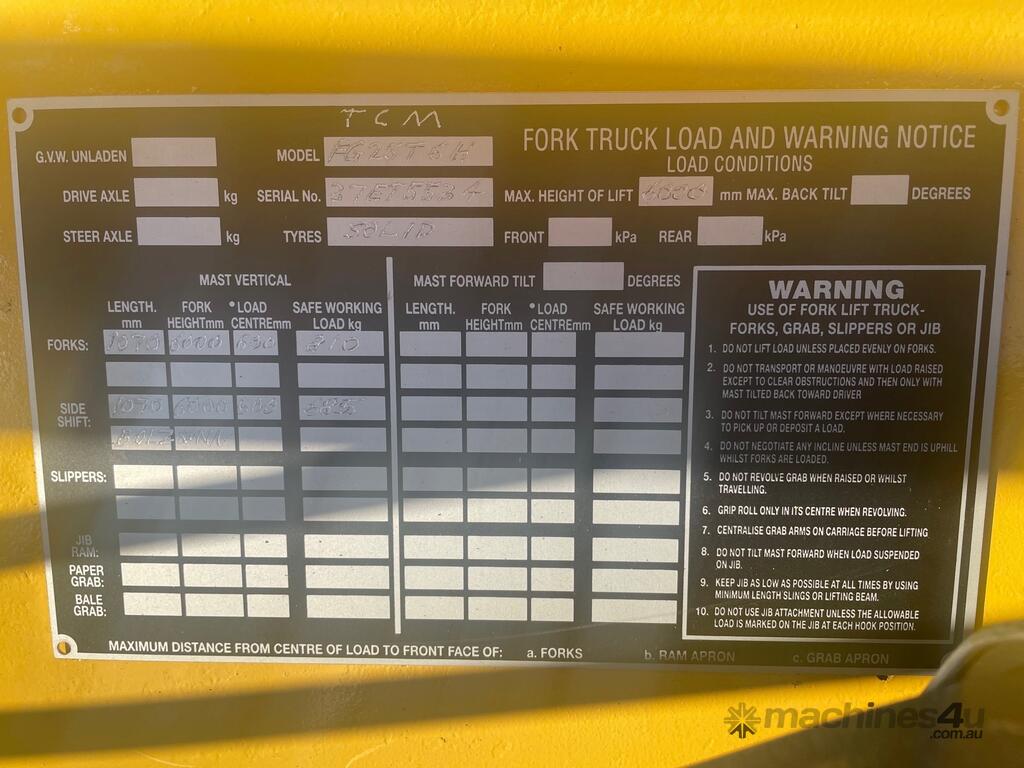 TCM
FORK TRUCK LOAD AND WARNING NOTICE
LOAD CONDITIONS
G.V.W. UNLADEN
MODEL
DRIVE AXLE kg
SERIAL No.
MAX. HEIGHT OF LIFT 6000 mm MAX. BACK TILT DEGREES
STEER AXLE kg
TYRES SOLID
FRONT kPa REAR kPa
MAST VERTICAL
MAST FORWARD TILT DEGREES
LENGTH. mm FORK HEIGHTmm •LOAD CENTREmm SAFE WORKING LOAD kg
LENGTH. mm FORK HEIGHTmm •LOAD CENTREmm SAFE WORKING LOAD kg
FORKS: 1070 6000
SIDE SHIFT: 1070 6000
SLIPPERS:
JIB RAM:
PAPER GRAB:
BALE GRAB:
WARNING
USE OF FORK LIFT TRUCK-
FORKS, GRAB, SLIPPERS OR JIB
1. DO NOT LIFT LOAD UNLESS PLACED EVENLY ON FORKS.
2. DO NOT TRANSPORT OR MANOEUVRE WITH LOAD RAISED
EXCEPT TO CLEAR OBSTRUCTIONS AND THEN ONLY WITH
MAST TILTED BACK TOWARD DRIVER
3. DO NOT TILT MAST FORWARD EXCEPT WHERE NECESSARY
TO PICK UP OR DEPOSIT A LOAD.
4. DO NOT NEGOTIATE ANY INCLINE UNLESS MAST END IS UPHILL
WHILST FORKS ARE LOADED.
5. DO NOT REVOLVE GRAB WHEN RAISED OR WHILST
TRAVELLING.
6. GRIP ROLL ONLY IN ITS CENTRE WHEN REVOLVING.
7. CENTRALISE GRAB ARMS ON CARRIAGE BEFORE LIFTING
8. DO NOT TILT MAST FORWARD WHEN LOAD SUSPENDED
ON JIB.
9. KEEP JIB AS LOW AS POSSIBLE AT ALL TIMES BY USING
MINIMUM LENGTH SLINGS OR LIFTING BEAM.
10. DO NOT USE JIB ATTACHMENT UNLESS THE ALLOWABLE
LOAD IS MARKED ON THE JIB AT EACH HOOK POSITION.
MAXIMUM DISTANCE FROM CENTRE OF LOAD TO FRONT FACE OF: a. FORKS b. RAM APRON c. GRAB APRON
machines4u
.com.au